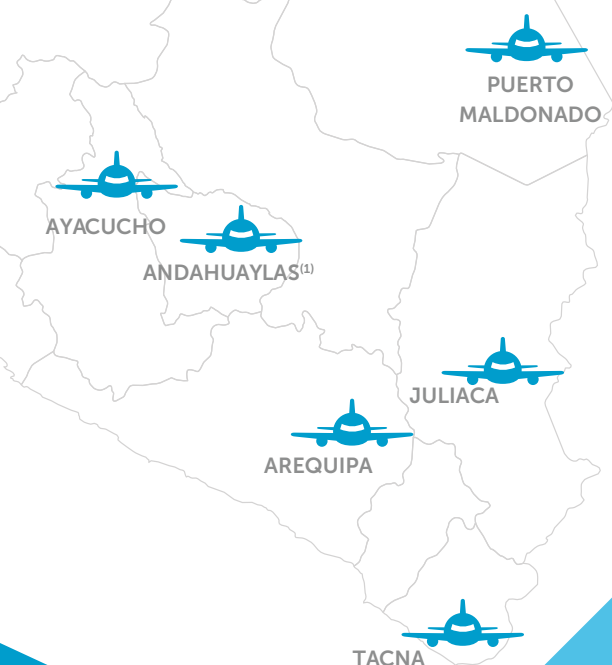 PUERTO
MALDONADO
AYACUCHO
ANDAHUAYLAS(1)
JULIACA
AREQUIPA
TACNA